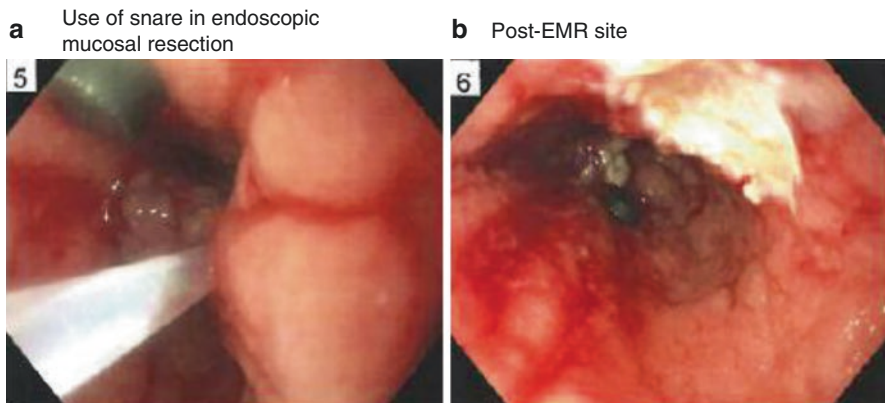 a
Use of snare in endoscopic
mucosal resection
b
Post-EMR site
5
6